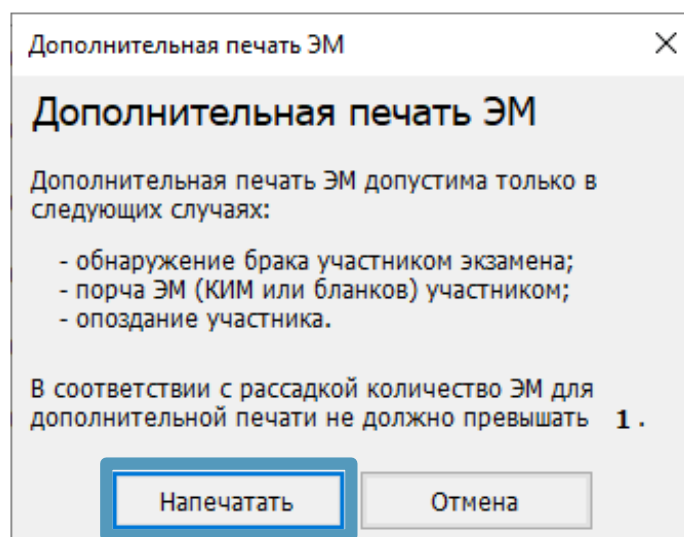 Дополнительная печать ЭМ
Дополнительная печать ЭМ
Дополнительная печать ЭМ допустима только в
следующих случаях:
- обнаружение брака участником экзамена;
- порча ЭМ (КИМ или бланков) участником;
- опоздание участника.
В соответствии с рассадкой количество ЭМ для
дополнительной печати не должно превышать 1 .
Напечатать Отмена